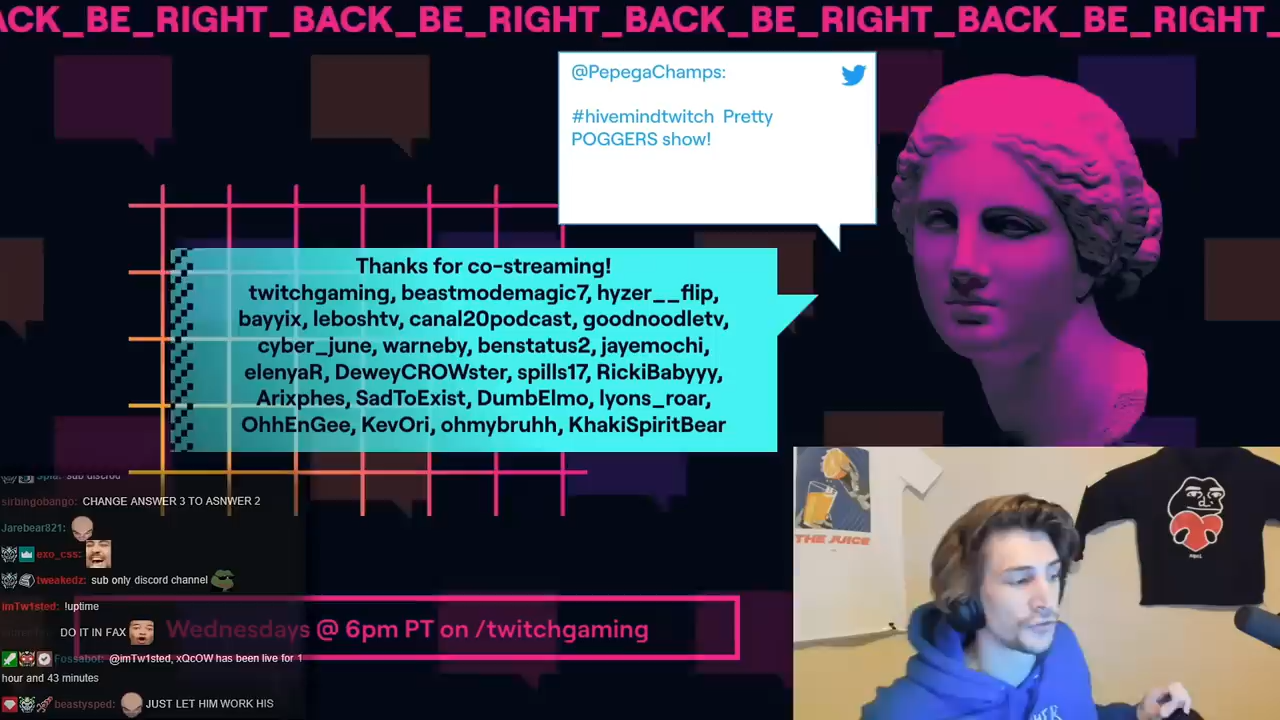 ACK_BE_RIGHT_BACK_BE_RIGHT_BACK_BE_RIGHT_BACK_BE_RIGHT_
@PepegaChamps:
#hivemindtwitch Pretty
POGGERS show!
Thanks for co-streaming!
twitchgaming, beastmodemagic7, hyzer__flip,
bayyix, leboshtv, canal20podcast, goodnoodletv,
cyber_june, warneby, benstatus2, jayemochi,
elenyaR, DeweyCROWster, spills17, RickiBabyyy,
Arixphes, SadToExist, DumbElmo, lyons_roar,
OhhEnGee, KevOri, ohmybruhh, KhakiSpiritBear
sub discrod
sirbingobango: CHANGE ANSWER 3 TO ASNWER 2
Jarebear821:
exo_css:
tweakedz: sub only discord channel
imTw1sted: !uptime
DO IT IN FAX
Fossabot: @imTw1sted, xQcOW has been live for 1
hour and 43 minutes
beastysped: JUST LET HIM WORK HIS
Wednesdays @ 6pm PT on /twitchgaming
THE JUICE